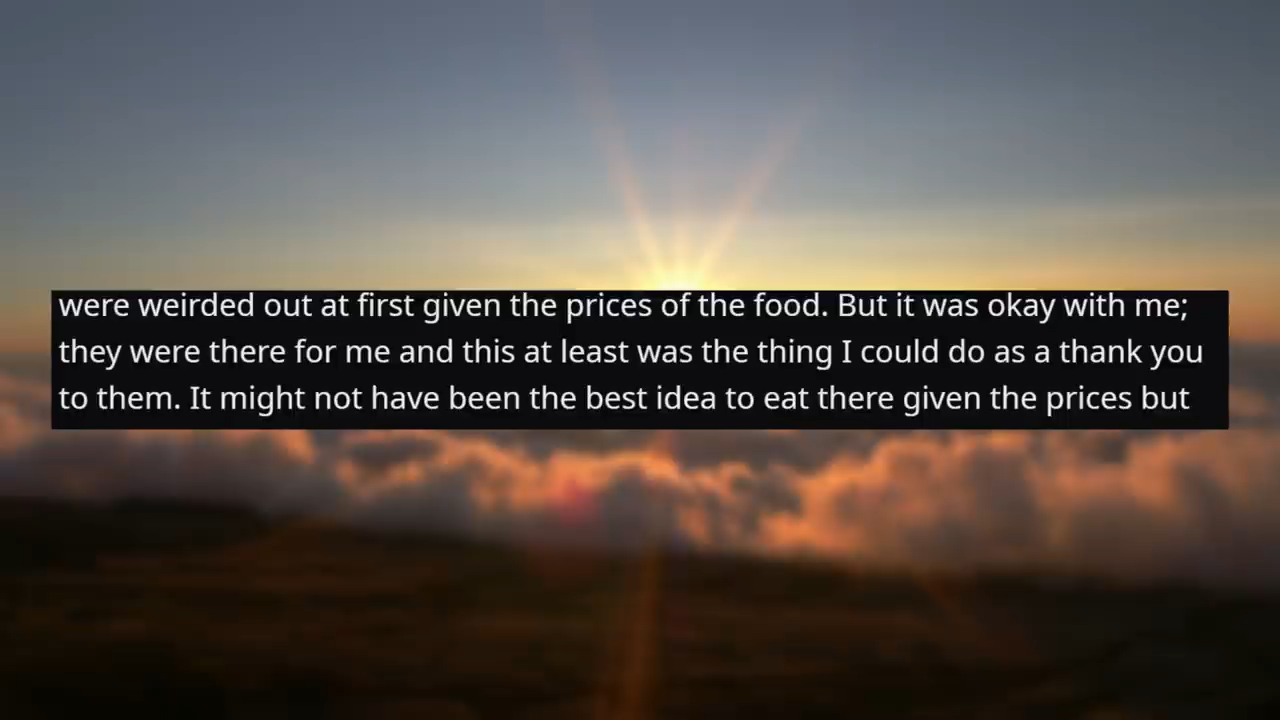 were weirded out at first given the prices of the food. But it was okay with me;
they were there for me and this at least was the thing I could do as a thank you
to them. It might not have been the best idea to eat there given the prices but